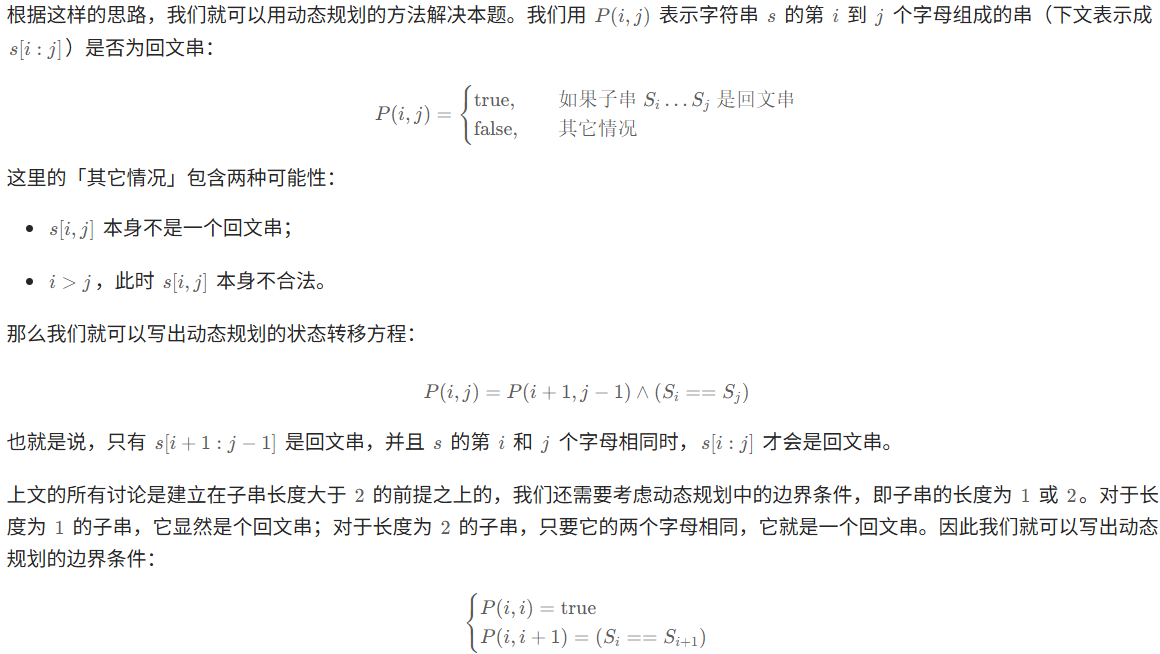 根据这样的思路，我们就可以用动态规划的方法解决本题。我们用 P(i,j) 表示字符串 s 的第 i 到 j 个字母组成的串（下文表示成
s[i:j]）是否为回文串：
P(i,j) = { true, 如果子串 S_i…S_j 是回文串
false, 其它情况
这里的「其它情况」包含两种可能性：
• s[i,j] 本身不是一个回文串；
• i > j，此时 s[i,j] 本身不合法。
那么我们就可以写出动态规划的状态转移方程：
P(i,j) = P(i+1,j−1) ∧ (S_i == S_j)
也就是说，只有 s[i+1:j−1] 是回文串，并且 s 的第 i 和 j 个字母相同时，s[i:j] 才会是回文串。
上文的所有讨论是建立在子串长度大于 2 的前提之上的，我们还需要考虑动态规划中的边界条件，即子串的长度为 1 或 2。对于长
度为 1 的子串，它显然是个回文串；对于长度为 2 的子串，只要它的两个字母相同，它就是一个回文串。因此我们就可以写出动态
规划的边界条件：
{ P(i,i) = true
P(i,i+1) = (S_i == S_{i+1})